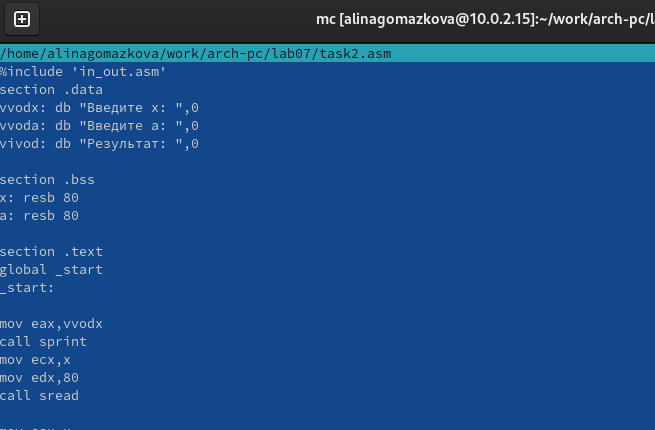 mc [alinagomazkova@10.0.2.15]:~/work/arch-pc/l
/home/alinagomazkova/work/arch-pc/lab07/task2.asm
%include 'in_out.asm'
section .data
vvodx: db "Введите x: ",0
vvoda: db "Введите a: ",0
vivod: db "Результат: ",0
section .bss
x: resb 80
a: resb 80
section .text
global _start
_start:
mov eax,vvodx
call sprint
mov ecx,x
mov edx,80
call sread